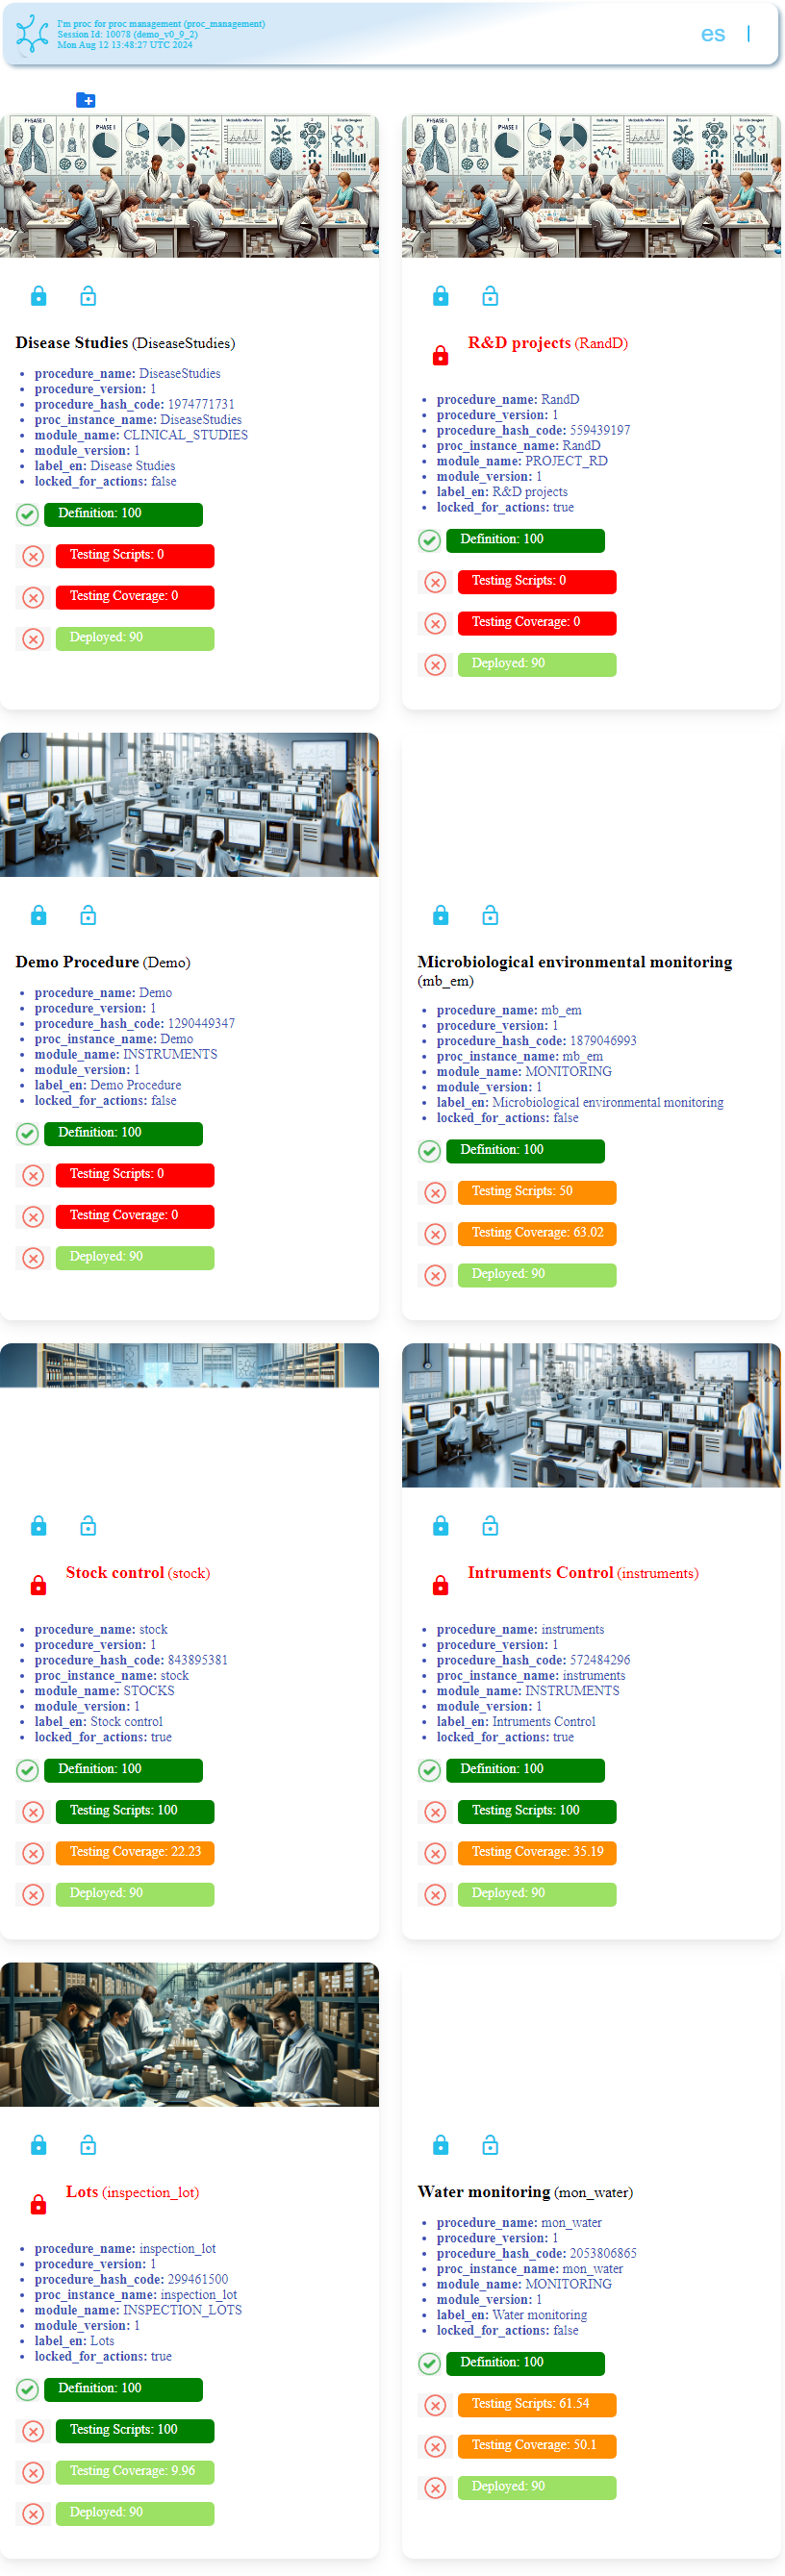 I'm proc for proc management (proc_management)
Session Id: 10078 (demo_v0_9_2)
Mon Aug 12 13:48:27 UTC 2024
es
PHASE I
PHASE I
Disease Studies (DiseaseStudies)
procedure_name: DiseaseStudies
procedure_version: 1
procedure_hash_code: 1974771731
proc_instance_name: DiseaseStudies
module_name: CLINICAL_STUDIES
module_version: 1
label_en: Disease Studies
locked_for_actions: false
Definition: 100
Testing Scripts: 0
Testing Coverage: 0
Deployed: 90
R&D projects (RandD)
procedure_name: RandD
procedure_version: 1
procedure_hash_code: 559439197
proc_instance_name: RandD
module_name: PROJECT_RD
module_version: 1
label_en: R&D projects
locked_for_actions: true
Definition: 100
Testing Scripts: 0
Testing Coverage: 0
Deployed: 90
Demo Procedure (Demo)
procedure_name: Demo
procedure_version: 1
procedure_hash_code: 1290449347
proc_instance_name: Demo
module_name: INSTRUMENTS
module_version: 1
label_en: Demo Procedure
locked_for_actions: false
Definition: 100
Testing Scripts: 0
Testing Coverage: 0
Deployed: 90
Microbiological environmental monitoring
(mb_em)
procedure_name: mb_em
procedure_version: 1
procedure_hash_code: 1879046993
proc_instance_name: mb_em
module_name: MONITORING
module_version: 1
label_en: Microbiological environmental monitoring
locked_for_actions: false
Definition: 100
Testing Scripts: 50
Testing Coverage: 63.02
Deployed: 90
Stock control (stock)
procedure_name: stock
procedure_version: 1
procedure_hash_code: 843895381
proc_instance_name: stock
module_name: STOCKS
module_version: 1
label_en: Stock control
locked_for_actions: true
Definition: 100
Testing Scripts: 100
Testing Coverage: 22.23
Deployed: 90
Intruments Control (instruments)
procedure_name: instruments
procedure_version: 1
procedure_hash_code: 572484296
proc_instance_name: instruments
module_name: INSTRUMENTS
module_version: 1
label_en: Intruments Control
locked_for_actions: true
Definition: 100
Testing Scripts: 100
Testing Coverage: 35.19
Deployed: 90
Lots (inspection_lot)
procedure_name: inspection_lot
procedure_version: 1
procedure_hash_code: 299461500
proc_instance_name: inspection_lot
module_name: INSPECTION_LOTS
module_version: 1
label_en: Lots
locked_for_actions: true
Definition: 100
Testing Scripts: 100
Testing Coverage: 9.96
Deployed: 90
Water monitoring (mon_water)
procedure_name: mon_water
procedure_version: 1
procedure_hash_code: 2053806865
proc_instance_name: mon_water
module_name: MONITORING
module_version: 1
label_en: Water monitoring
locked_for_actions: false
Definition: 100
Testing Scripts: 61.54
Testing Coverage: 50.1
Deployed: 90